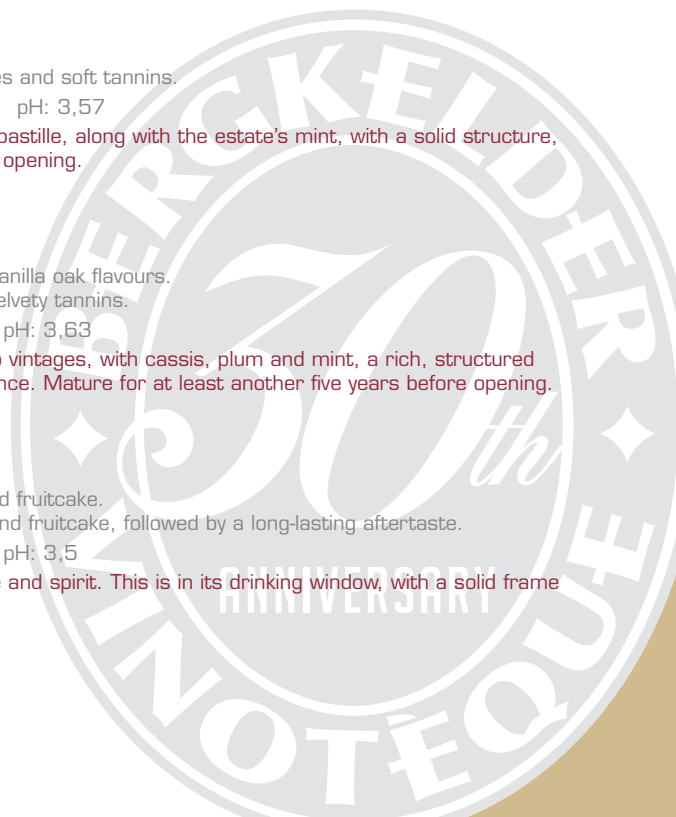 es and soft tannins.
pH: 3,57
pastille, along with the estate's mint, with a solid structure,
opening.
anilla oak flavours.
elvety tannins.
pH: 3,63
vintages, with cassis, plum and mint, a rich, structured
nce. Mature for at least another five years before opening.
d fruitcake.
nd fruitcake, followed by a long-lasting aftertaste.
pH: 3,5
and spirit. This is in its drinking window, with a solid frame
BERGKELDER
30th
ANNIVERSARY
VINOTÈQUE